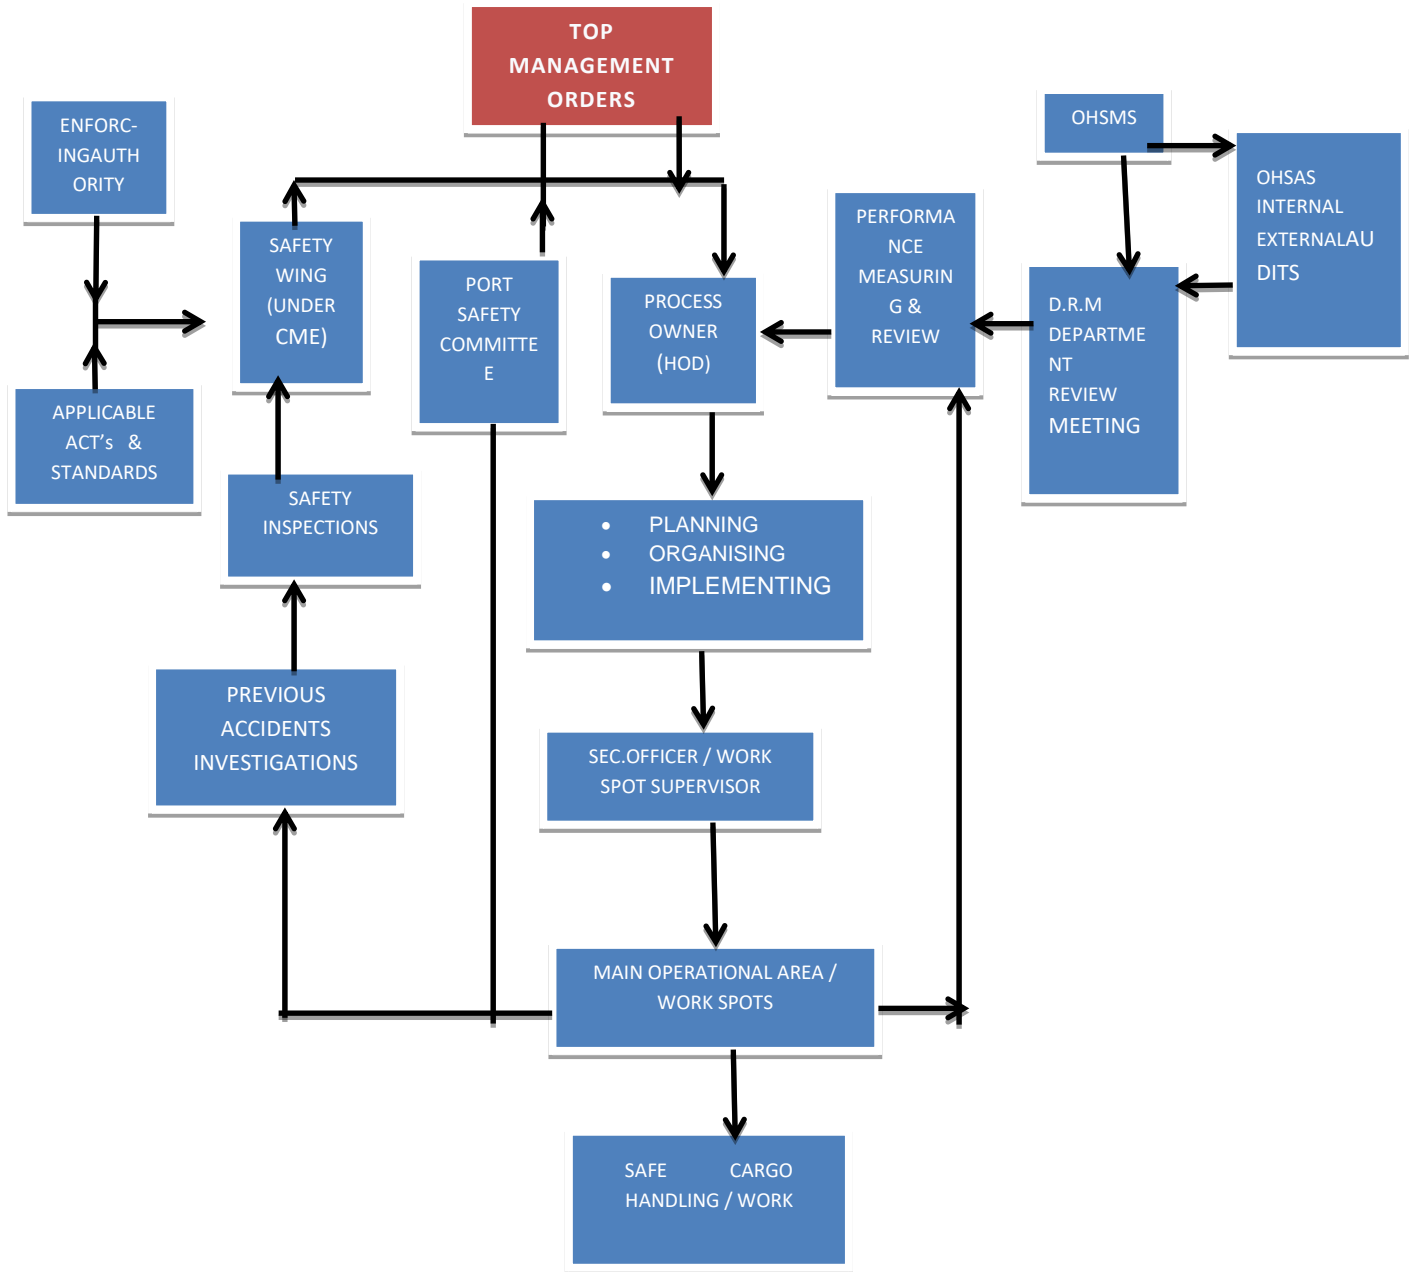 TOP
MANAGEMENT
ORDERS
ENFORC-
INGAUTH
ORITY
OHSMS
OHSAS
INTERNAL
EXTERNALAU
DITS
SAFETY
WING
(UNDER
CME)
PORT
SAFETY
COMMITTE
E
PROCESS
OWNER
(HOD)
PERFORMA
NCE
MEASURIN
G &
REVIEW
D.R.M
DEPARTME
NT
REVIEW
MEETING
APPLICABLE
ACT's &
STANDARDS
SAFETY
INSPECTIONS
• PLANNING
• ORGANISING
• IMPLEMENTING
PREVIOUS
ACCIDENTS
INVESTIGATIONS
SEC.OFFICER / WORK
SPOT SUPERVISOR
MAIN OPERATIONAL AREA /
WORK SPOTS
SAFE CARGO
HANDLING / WORK